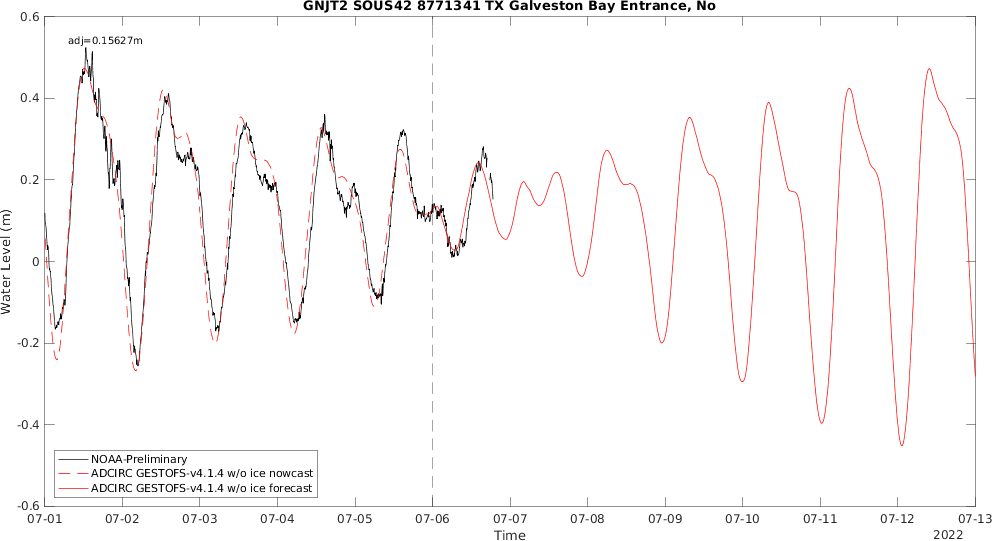 GNJT2 SOUS42 8771341 TX Galveston Bay Entrance, No
adj=0.15627m
0.6
0.4
0.2
0
-0.2
-0.4
-0.6
Water Level (m)
NOAA-Preliminary
ADCIRC GESTOFS-v4.1.4 w/o ice nowcast
ADCIRC GESTOFS-v4.1.4 w/o ice forecast
07-01 07-02 07-03 07-04 07-05 07-06 07-07 07-08 07-09 07-10 07-11 07-12 07-13
Time
2022